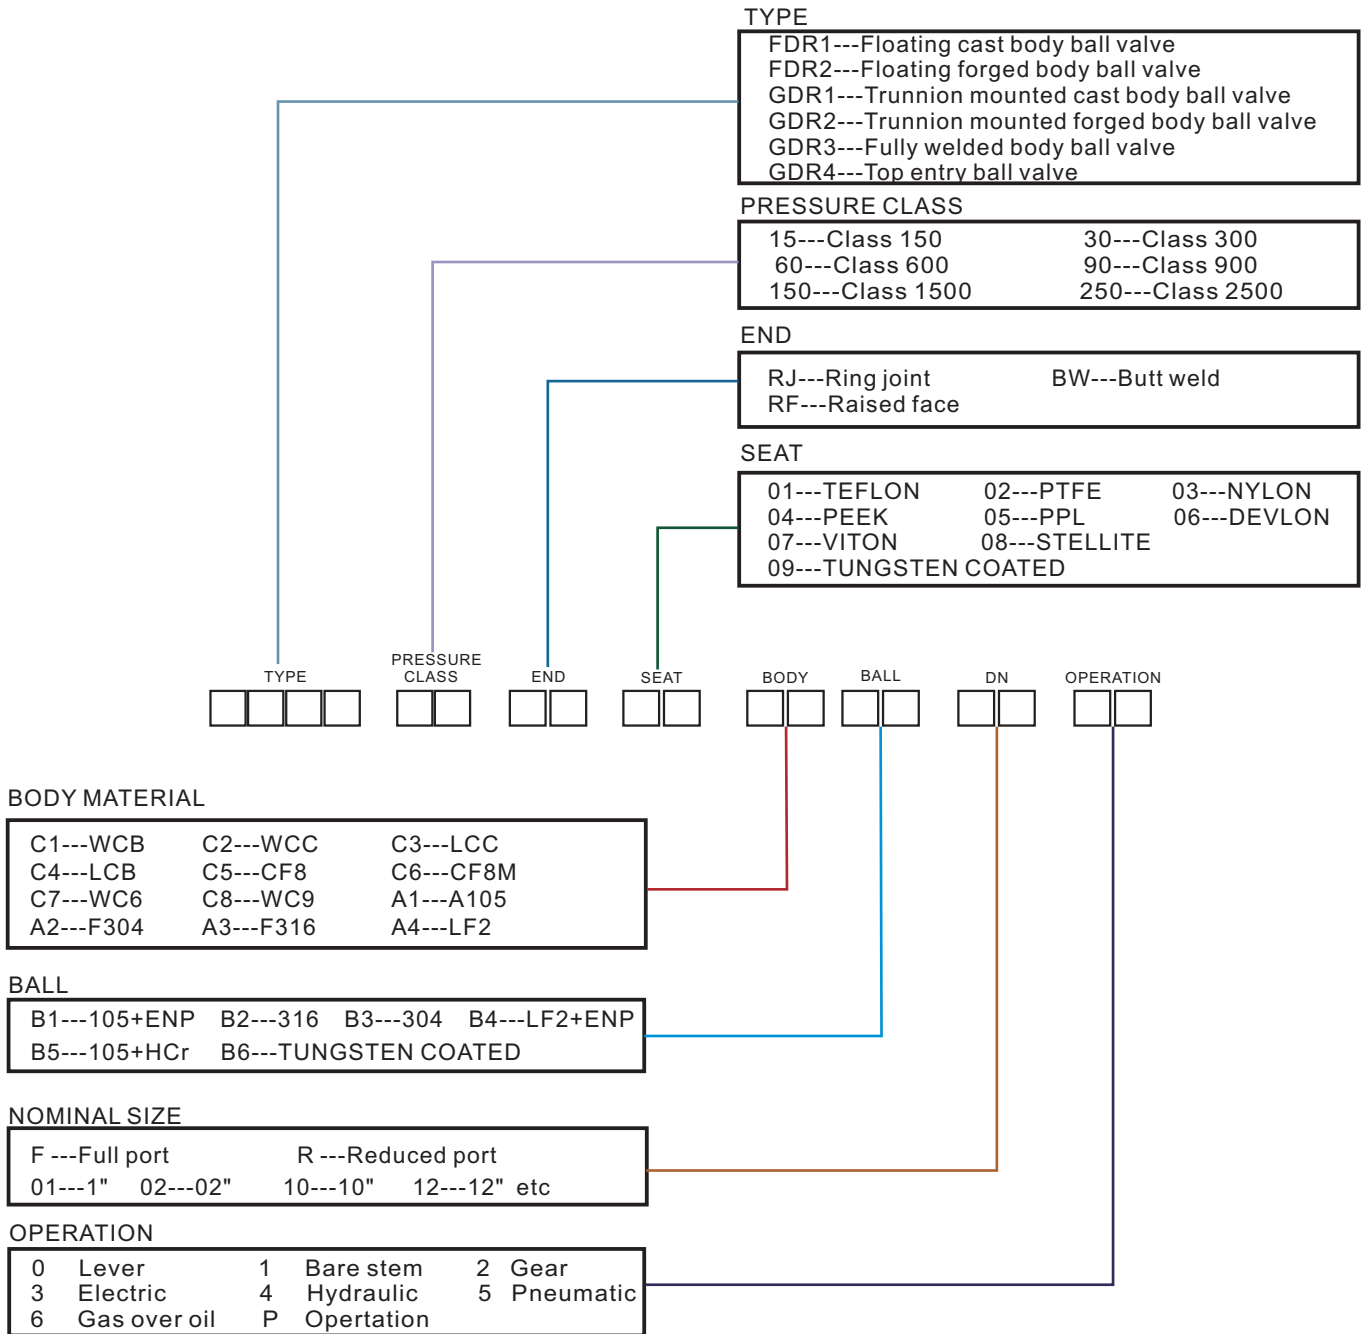 TYPE
FDR1---Floating cast body ball valve
FDR2---Floating forged body ball valve
GDR1---Trunnion mounted cast body ball valve
GDR2---Trunnion mounted forged body ball valve
GDR3---Fully welded body ball valve
GDR4---Top entry ball valve
PRESSURE CLASS
15---Class 150 30---Class 300
60---Class 600 90---Class 900
150---Class 1500 250---Class 2500
END
RJ---Ring joint BW---Butt weld
RF---Raised face
SEAT
01---TEFLON 02---PTFE 03---NYLON
04---PEEK 05---PPL 06---DEVLON
07---VITON 08---STELLITE
09---TUNGSTEN COATED
TYPE PRESSURE CLASS END SEAT BODY BALL DN OPERATION
BODY MATERIAL
C1---WCB C2---WCC C3---LCC
C4---LCB C5---CF8 C6---CF8M
C7---WC6 C8---WC9 A1---A105
A2---F304 A3---F316 A4---LF2
BALL
B1---105+ENP B2---316 B3---304 B4---LF2+ENP
B5---105+HCr B6---TUNGSTEN COATED
NOMINAL SIZE
F ---Full port R ---Reduced port
01---1" 02---02" 10---10" 12---12" etc
OPERATION
0 Lever 1 Bare stem 2 Gear
3 Electric 4 Hydraulic 5 Pneumatic
6 Gas over oil P Opertation